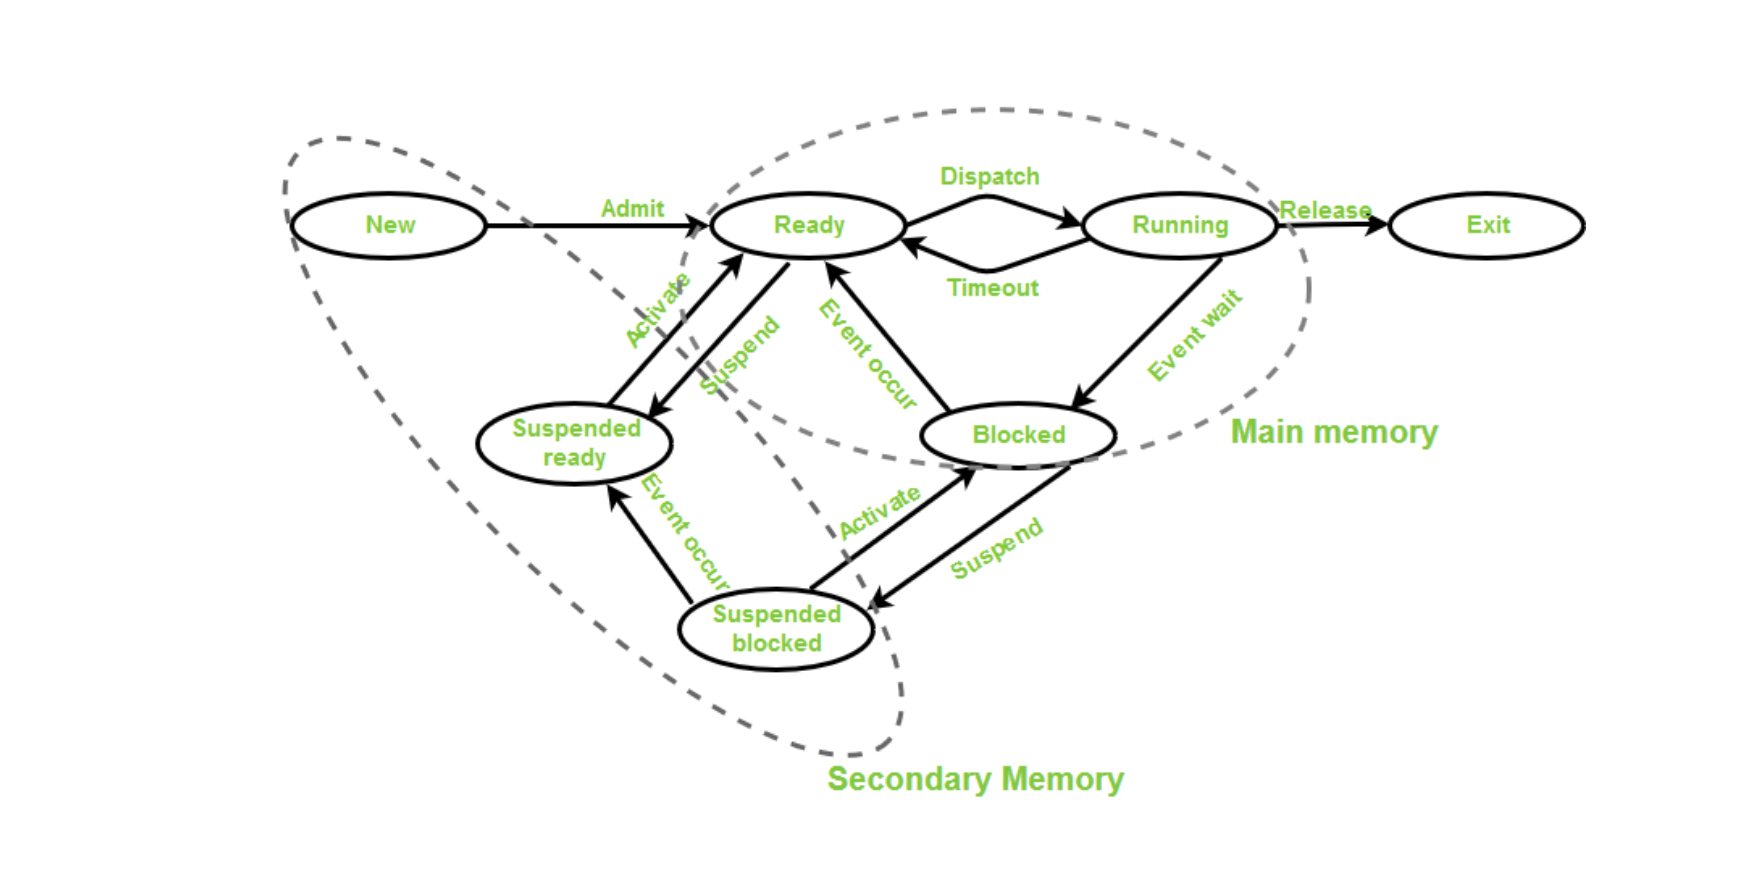 Dispatch
Admit
Release
New
Ready
Running
Exit
Timeout
Activate
Suspend
Event occur
Event wait
Suspended
ready
Blocked
Main memory
Event occur
Activate
Suspend
Suspended
blocked
Secondary Memory